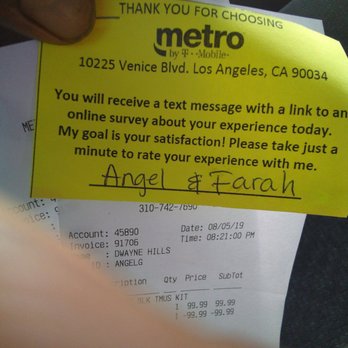 THANK YOU FOR CHOOSING
metro
by T Mobile
10225 Venice Blvd. Los Angeles, CA 90034
You will receive a text message with a link to an
online survey about your experience today.
My goal is your satisfaction! Please take just a
minute to rate your experience with me.
Angel & Farah
310-742-7690
Account: 45890 Date: 08/05/19
Invoice: 91706 Time: 08:21:00 PM
: DWAYNE HILLS
: ANGELG
Qty Price SubTot
TMUS KIT
1 99.99 99.99
1 -99.99 -99.99